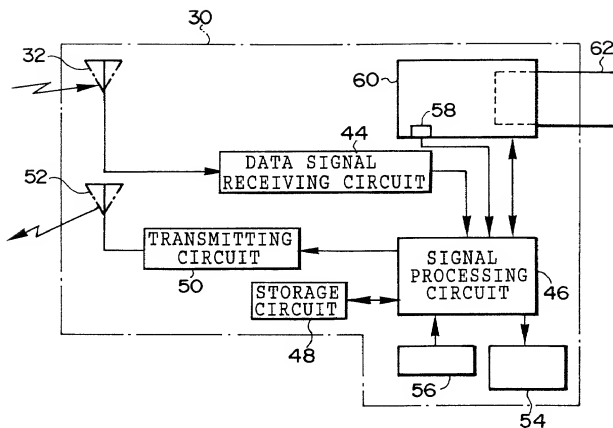 30
32
62
60
58
44
DATA SIGNAL
RECEIVING CIRCUIT
52
TRANSMITTING
CIRCUIT
50
SIGNAL
PROCESSING
CIRCUIT
46
STORAGE
CIRCUIT
48
56
54